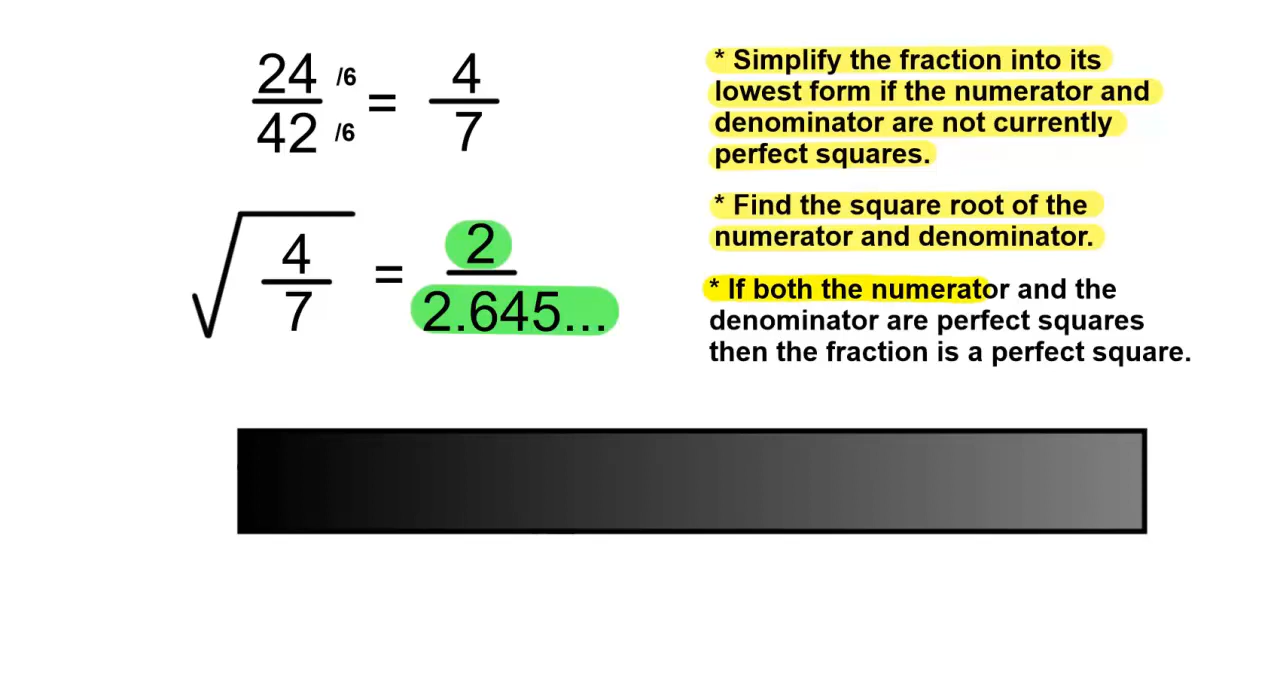 24 /6 = 4
42 /6 7
√ 4 = 2
7 2.645...
* Simplify the fraction into its
lowest form if the numerator and
denominator are not currently
perfect squares.
* Find the square root of the
numerator and denominator.
* If both the numerator and the
denominator are perfect squares
then the fraction is a perfect square.